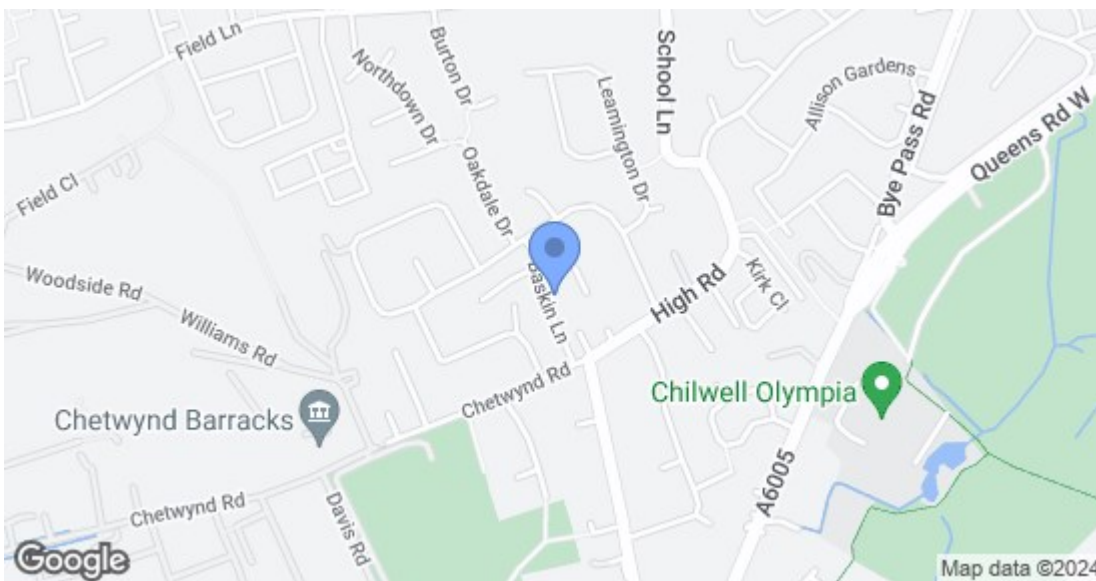 Field Ln
Burton Dr
Northdown Dr
School Ln
Leamington Dr
Allison Gardens
Bye Pass Rd
Queens Rd W
Oakdale Dr
Field Cl
Baskin Ln
High Rd
Kirk Cl
Woodside Rd
Williams Rd
Chetwynd Rd
Chilwell Olympia
Chetwynd Barracks
A6005
Chetwynd Rd
Davis Rd
Google
Map data ©2024